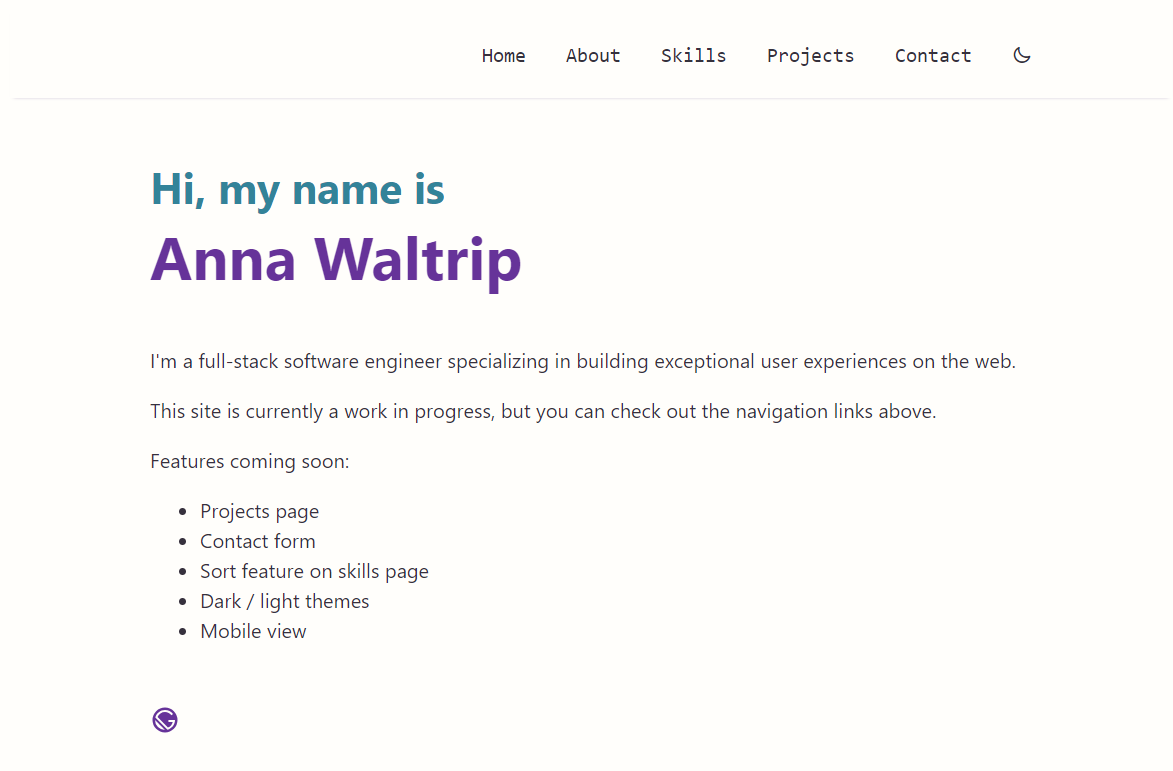 Home About Skills Projects Contact
Hi, my name is
Anna Waltrip
I'm a full-stack software engineer specializing in building exceptional user experiences on the web.
This site is currently a work in progress, but you can check out the navigation links above.
Features coming soon:
Projects page
Contact form
Sort feature on skills page
Dark / light themes
Mobile view